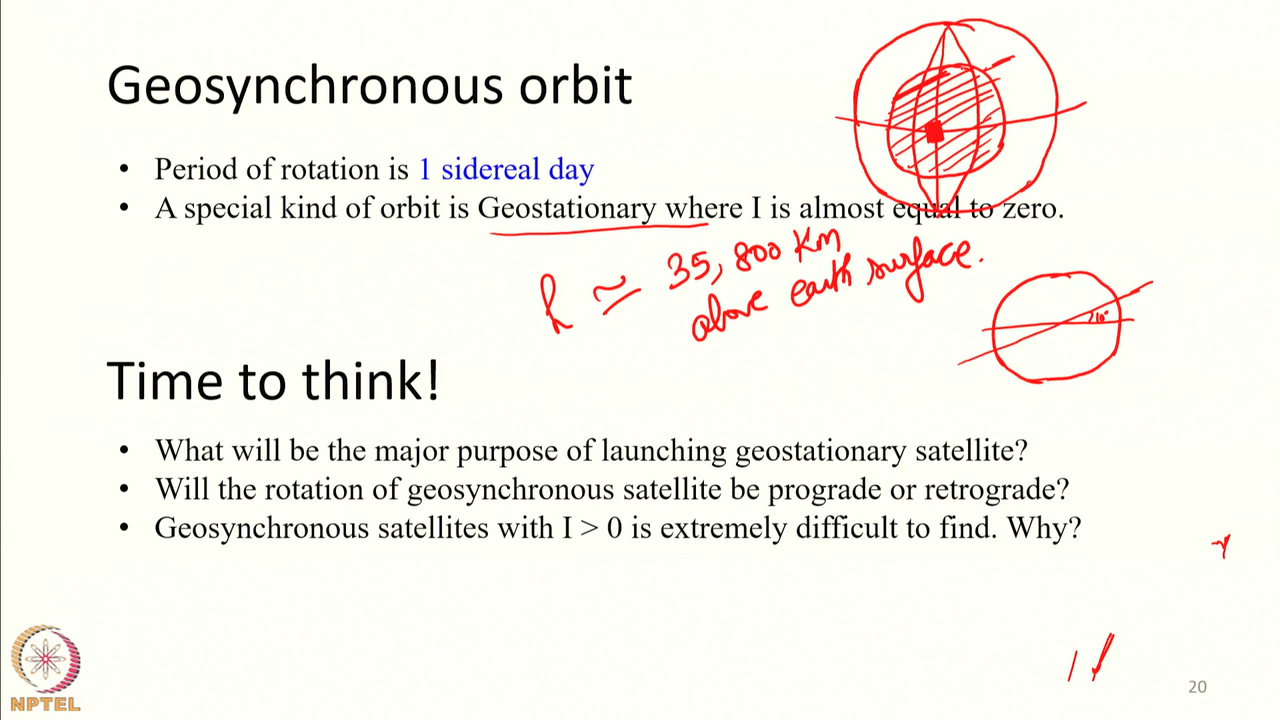 Geosynchronous orbit
• Period of rotation is 1 sidereal day
• A special kind of orbit is Geostationary where I is almost equal to zero.
h ≃ 35,800 Km
above earth surface.
10°
Time to think!
• What will be the major purpose of launching geostationary satellite?
• Will the rotation of geosynchronous satellite be prograde or retrograde?
• Geosynchronous satellites with I > 0 is extremely difficult to find. Why?
NPTEL
20